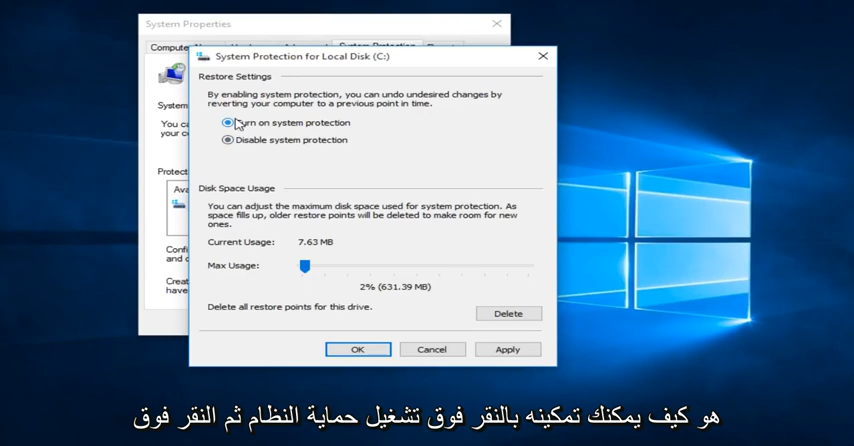 System Properties
System Protection
System Protection for Local Disk (C:)
Restore Settings
By enabling system protection, you can undo undesired changes by
reverting your computer to a previous point in time.
Turn on system protection
Disable system protection
System
You ca
your c
Protect
Ava
Disk Space Usage
You can adjust the maximum disk space used for system protection. As
space fills up, older restore points will be deleted to make room for new
ones.
Current Usage: 7.63 MB
Max Usage:
2% (631.39 MB)
Confi
and d
Creat
have
Delete all restore points for this drive.
Delete
OK Cancel Apply
هو كيف يمكنك تمكينه بالنقر فوق تشغيل حماية النظام ثم النقر فوق